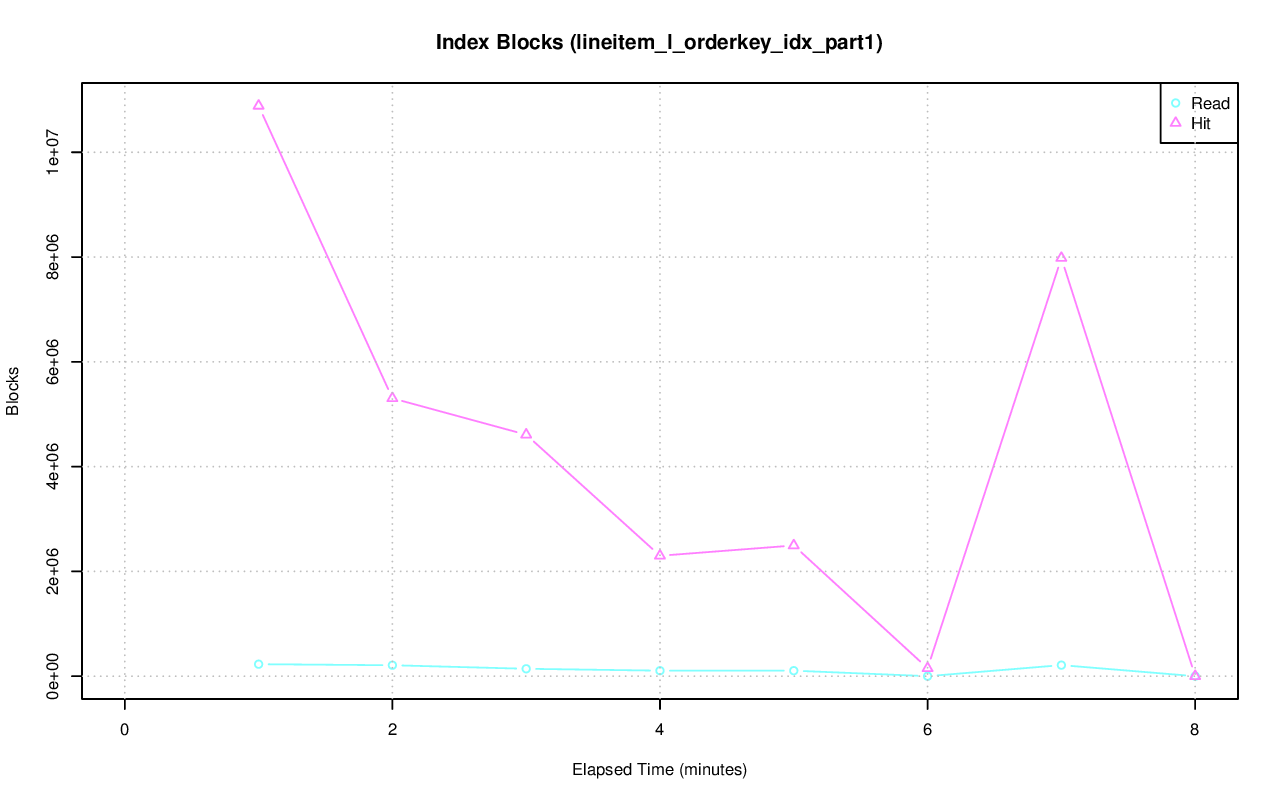 Index Blocks (lineitem_l_orderkey_idx_part1)
Read
Hit
1e+07
8e+06
6e+06
4e+06
2e+06
0e+00
Blocks
0 2 4 6 8
Elapsed Time (minutes)